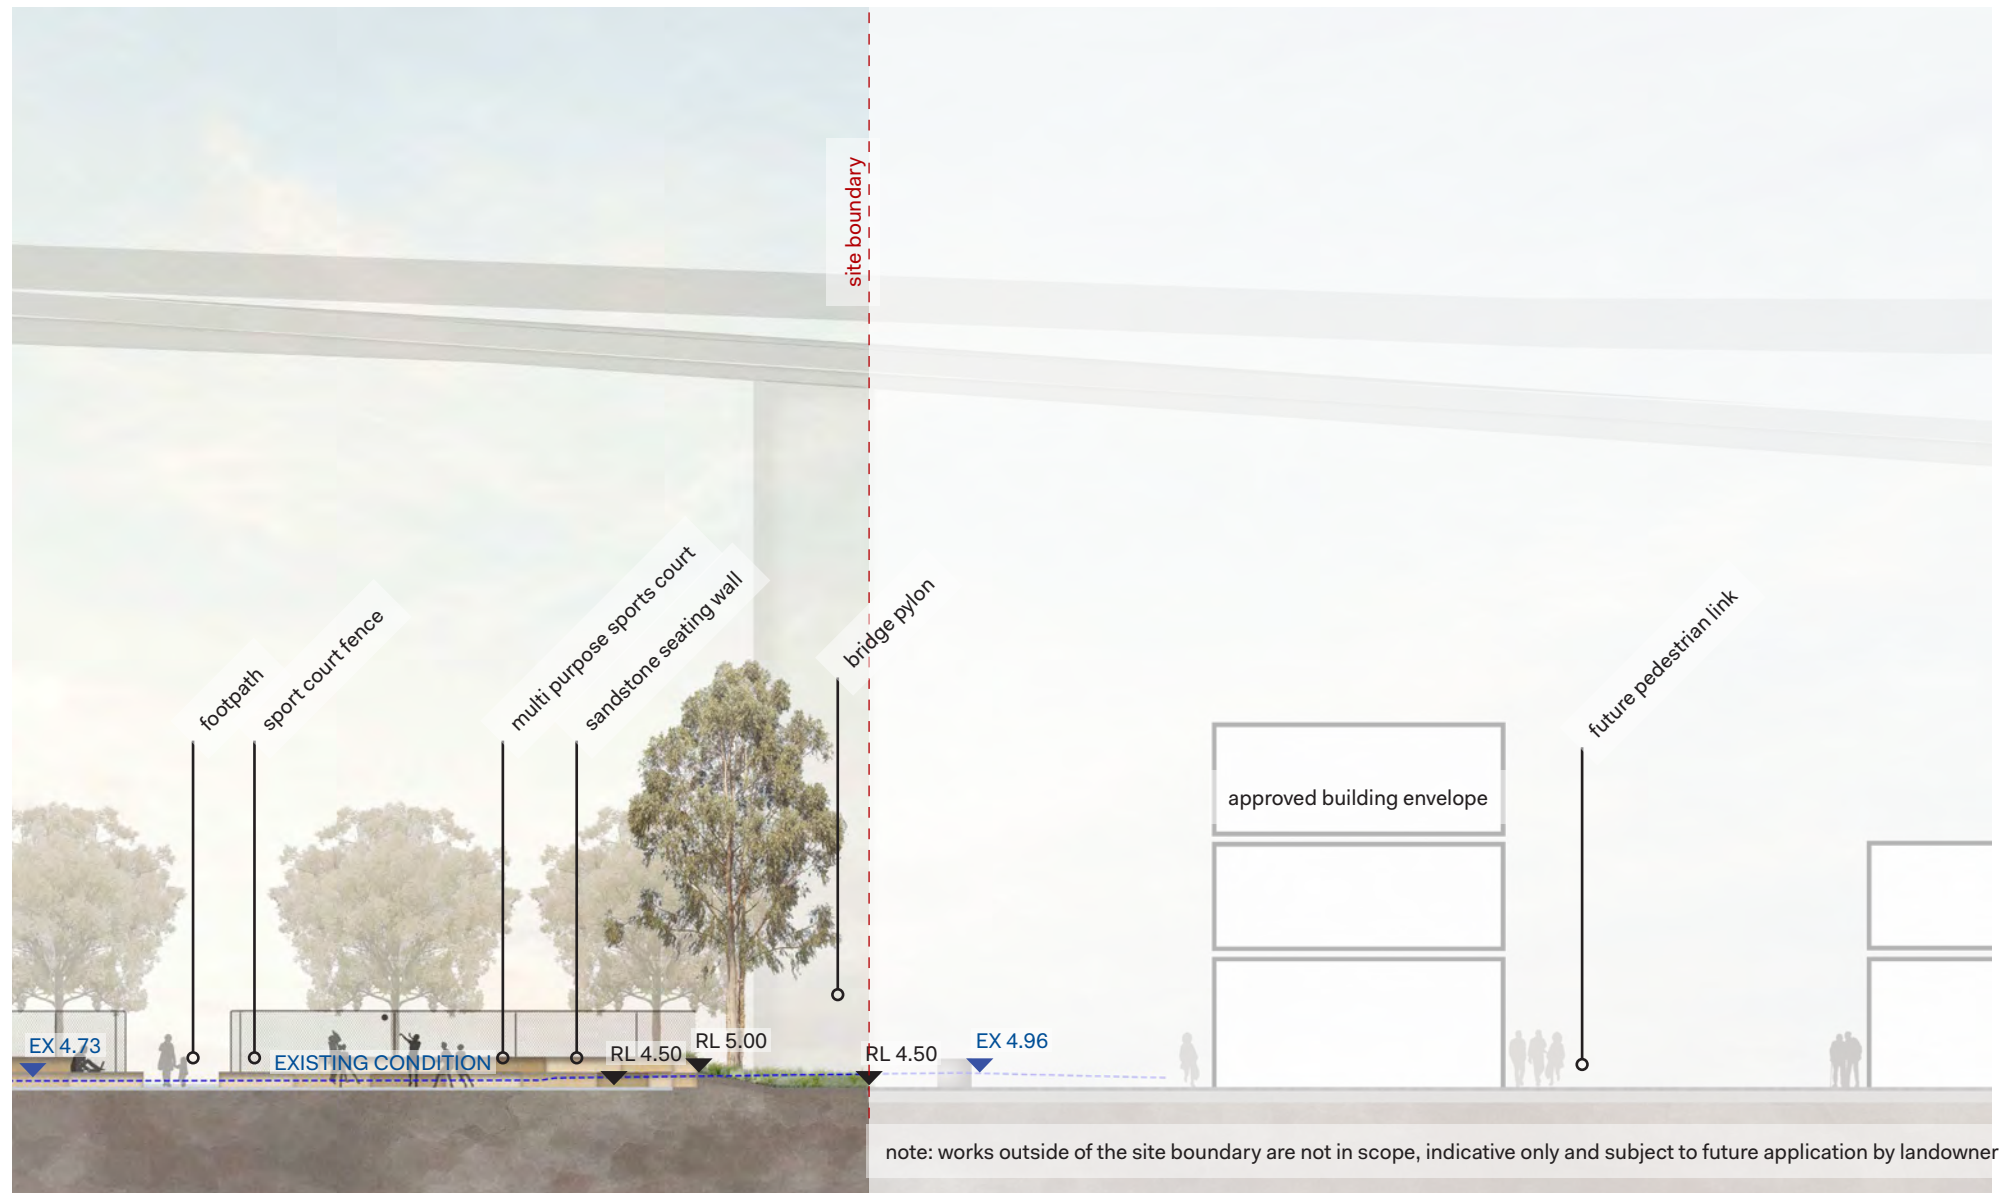 site boundary
footpath
sport court fence
multi purpose sports court
sandstone seating wall
bridge pylon
future pedestrian link
approved building envelope
EX 4.73
EXISTING CONDITION
RL 4.50
RL 5.00
RL 4.50
EX 4.96
note: works outside of the site boundary are not in scope, indicative only and subject to future application by landowner